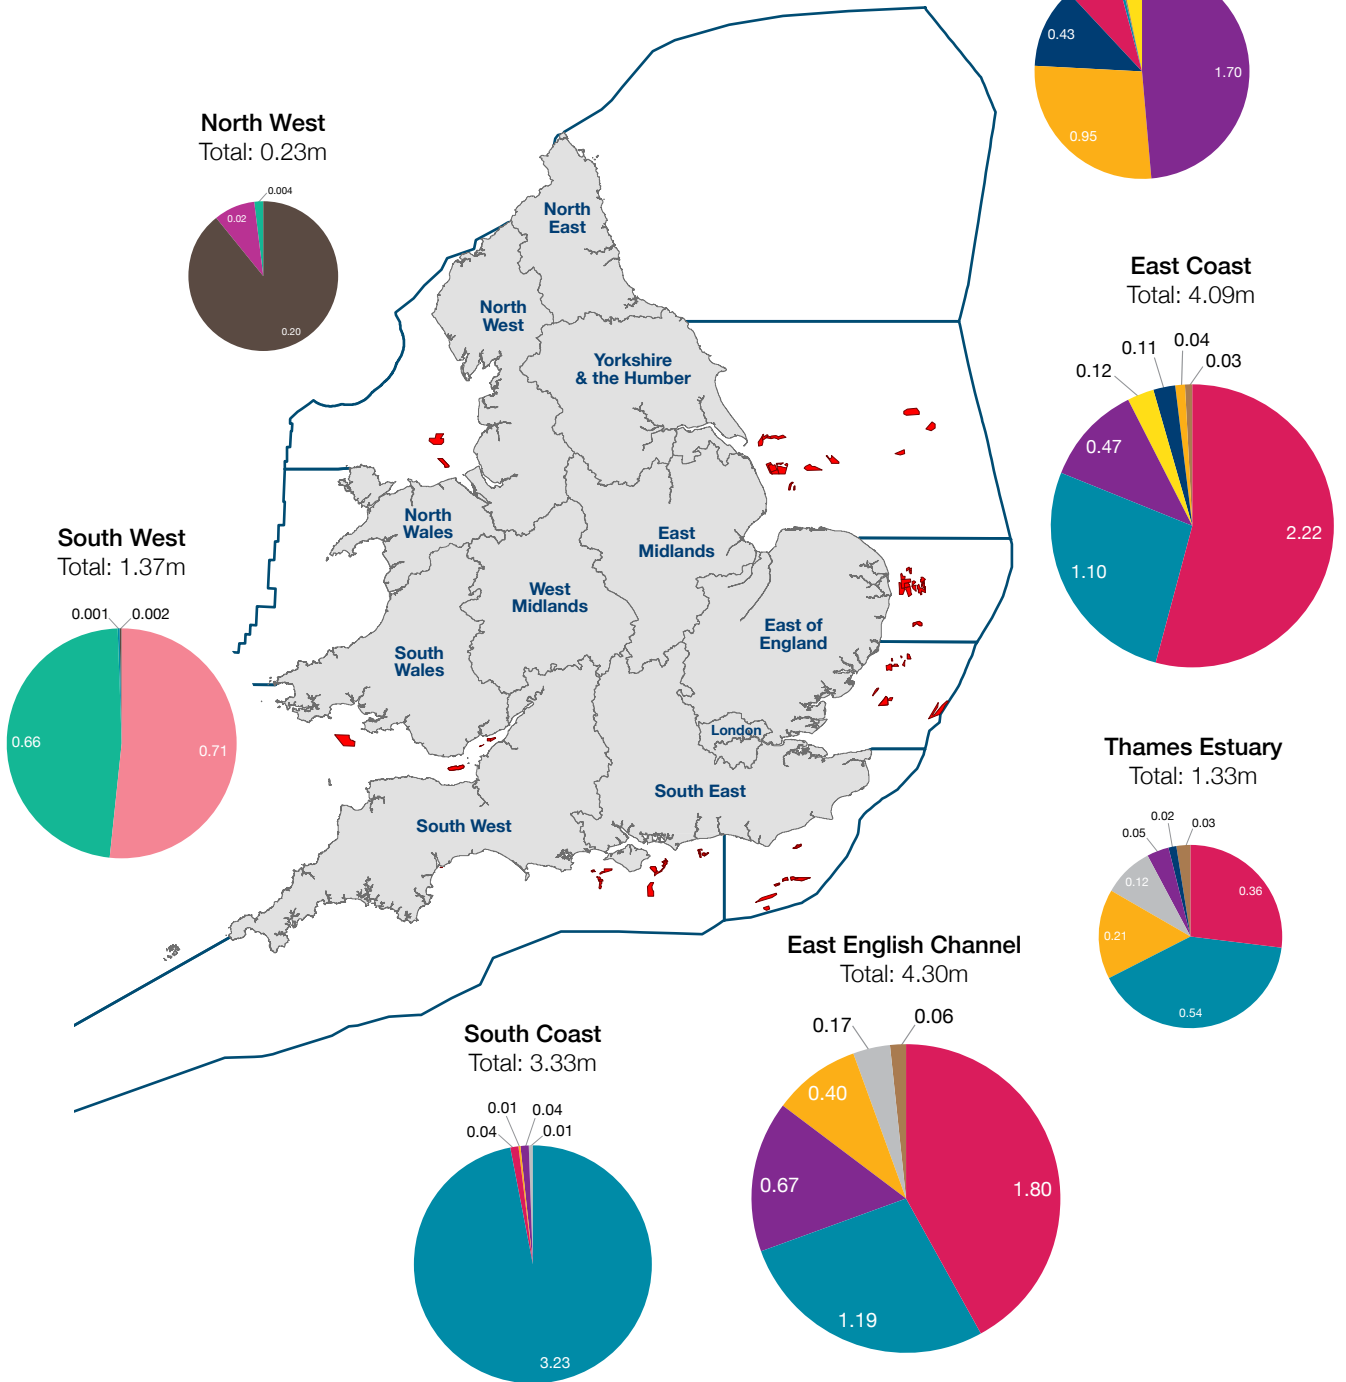 0.43
1.70
0.95
North West
Total: 0.23m
0.004
0.02
0.20
North
East
North
West
Yorkshire
& the Humber
North
Wales
East
Midlands
West
Midlands
East of
England
South
Wales
London
South East
South West
East Coast
Total: 4.09m
0.04
0.11
0.03
0.12
0.47
2.22
1.10
South West
Total: 1.37m
0.001
0.002
0.66
0.71
Thames Estuary
Total: 1.33m
0.02
0.03
0.05
0.12
0.36
0.21
0.54
East English Channel
Total: 4.30m
0.17
0.06
0.40
0.67
1.80
1.19
South Coast
Total: 3.33m
0.01
0.04
0.04
0.01
3.23